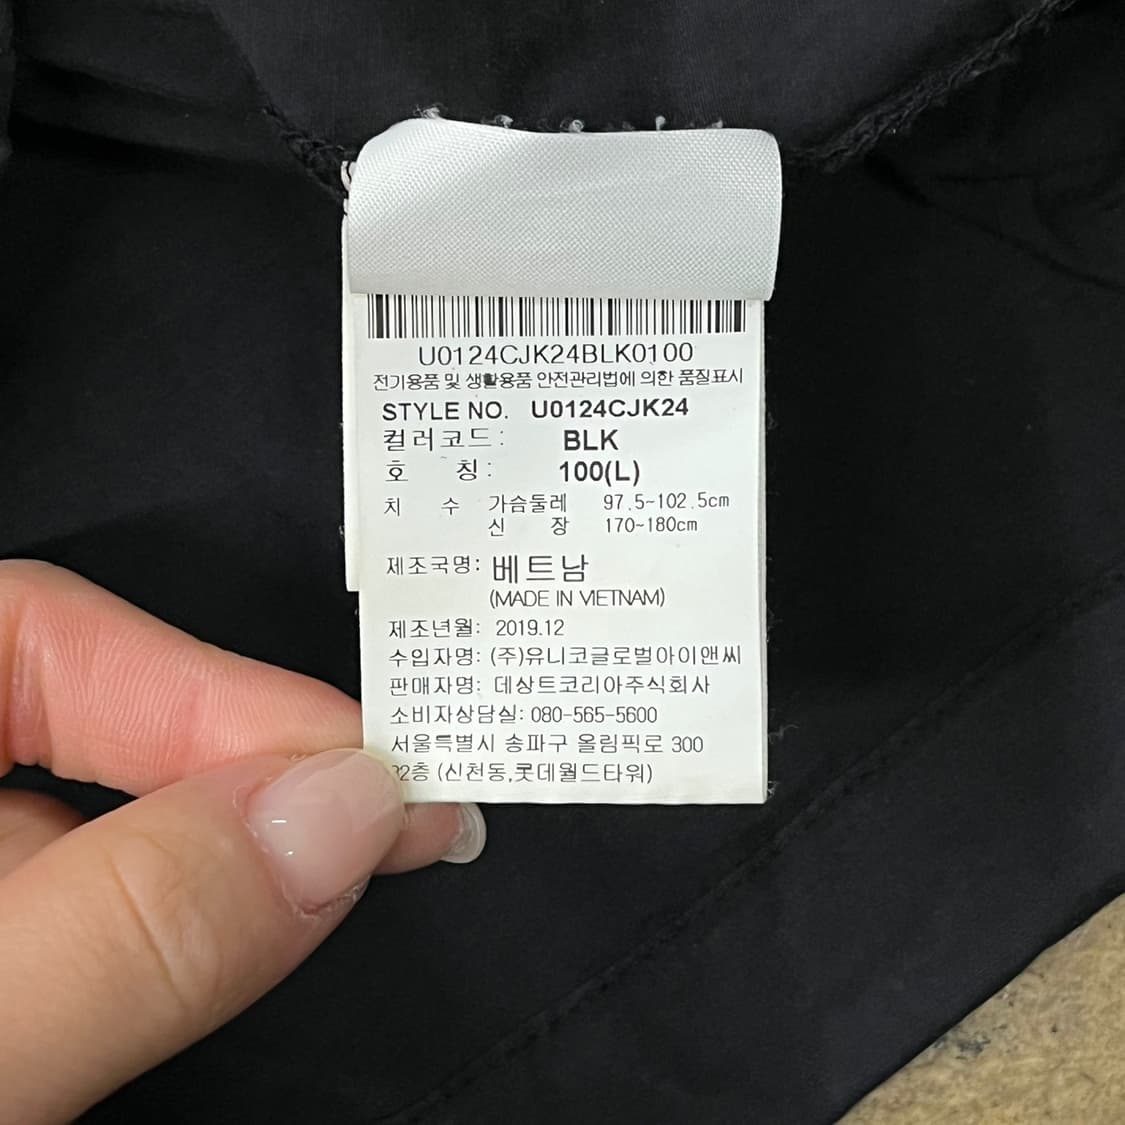 U0124CJK24BLK0100
전기용품 및 생활용품 안전관리법에 의한 품질표시
STYLE NO. U0124CJK24
컬러코드: BLK
호 칭: 100(L)
치 수 가슴둘레 97.5~102.5cm
신 장 170~180cm
제조국명: 베트남
(MADE IN VIETNAM)
제조년월: 2019.12
수입자명: (주)유니코글로벌아이앤씨
판매자명: 데상트코리아주식회사
소비자상담실: 080-565-5600
서울특별시 송파구 올림픽로 300
(신천동,롯데월드타워)